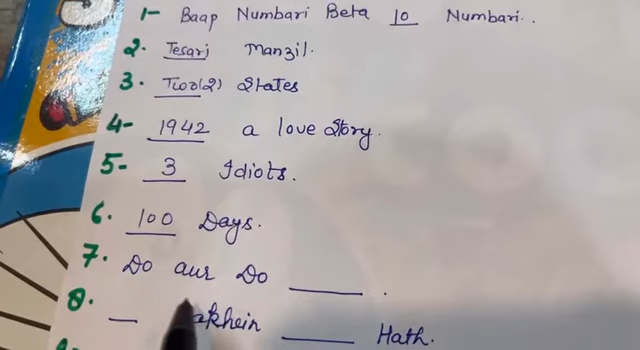 1- Baap Numbari Beta 10 Numbari..
2. Tesari Manzil.
3. Two(2) States
4- 1942 a love Story.
5- 3 Idiots.
6. 100 Days.
7. Do aur Do ____ .
8. __ akhein ____ Hath.